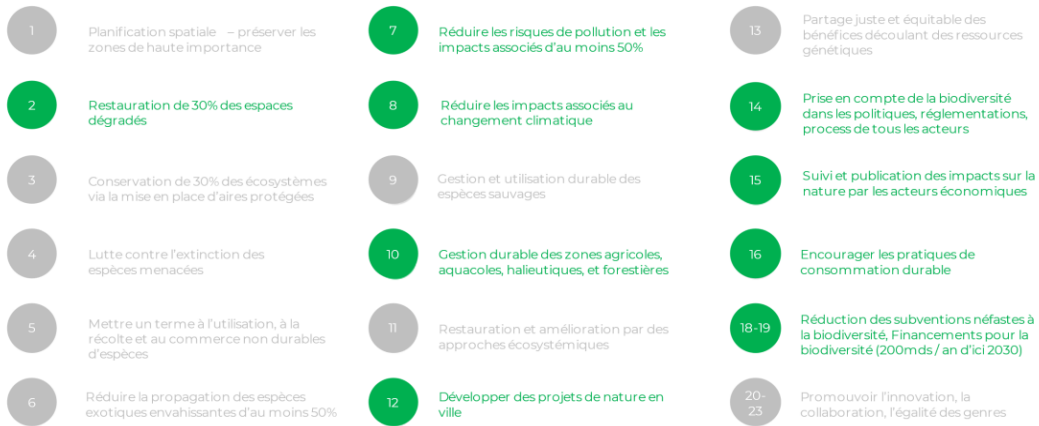 1
Planification spatiale – préserver les
zones de haute importance
2
Restauration de 30% des espaces
dégradés
3
Conservation de 30% des écosystèmes
via la mise en place d'aires protégées
4
Lutte contre l'extinction des
espèces menacées
5
Mettre un terme à l'utilisation, à la
récolte et au commerce non durables
d'espèces
6
Réduire la propagation des espèces
exotiques envahissantes d'au moins 50%
7
Réduire les risques de pollution et les
impacts associés d'au moins 50%
8
Réduire les impacts associés au
changement climatique
9
Gestion et utilisation durable des
espèces sauvages
10
Gestion durable des zones agricoles,
aquacoles, halieutiques, et forestières
11
Restauration et amélioration par des
approches écosystémiques
12
Développer des projets de nature en
ville
13
Partage juste et équitable des
bénéfices découlant des ressources
génétiques
14
Prise en compte de la biodiversité
dans les politiques, réglementations,
process de tous les acteurs
15
Suivi et publication des impacts sur la
nature par les acteurs économiques
16
Encourager les pratiques de
consommation durable
18-19
Réduction des subventions néfastes à
la biodiversité, Financements pour la
biodiversité (200mds / an d'ici 2030)
20-
23
Promouvoir l'innovation, la
collaboration, l'égalité des genres